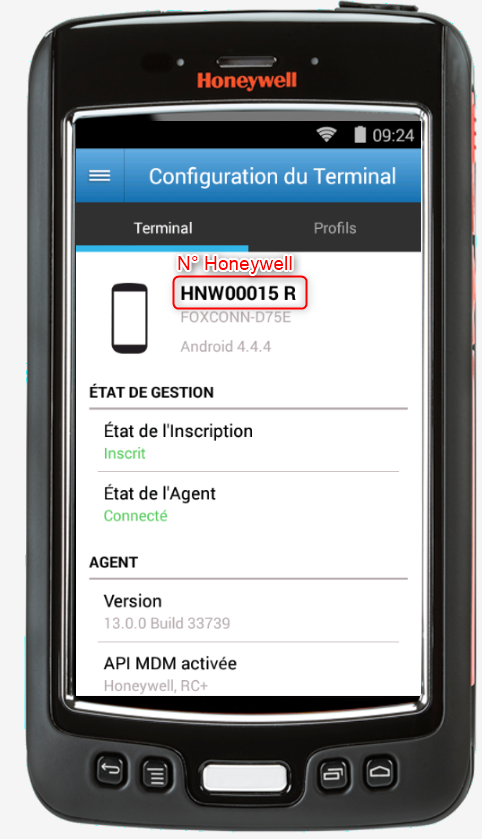 Honeywell
09:24
Configuration du Terminal
Terminal
Profils
N° Honeywell
HNW00015 R
FOXCONN-D75E
Android 4.4.4
ÉTAT DE GESTION
État de l'Inscription
Inscrit
État de l'Agent
Connecté
AGENT
Version
13.0.0 Build 33739
API MDM activée
Honeywell, RC+